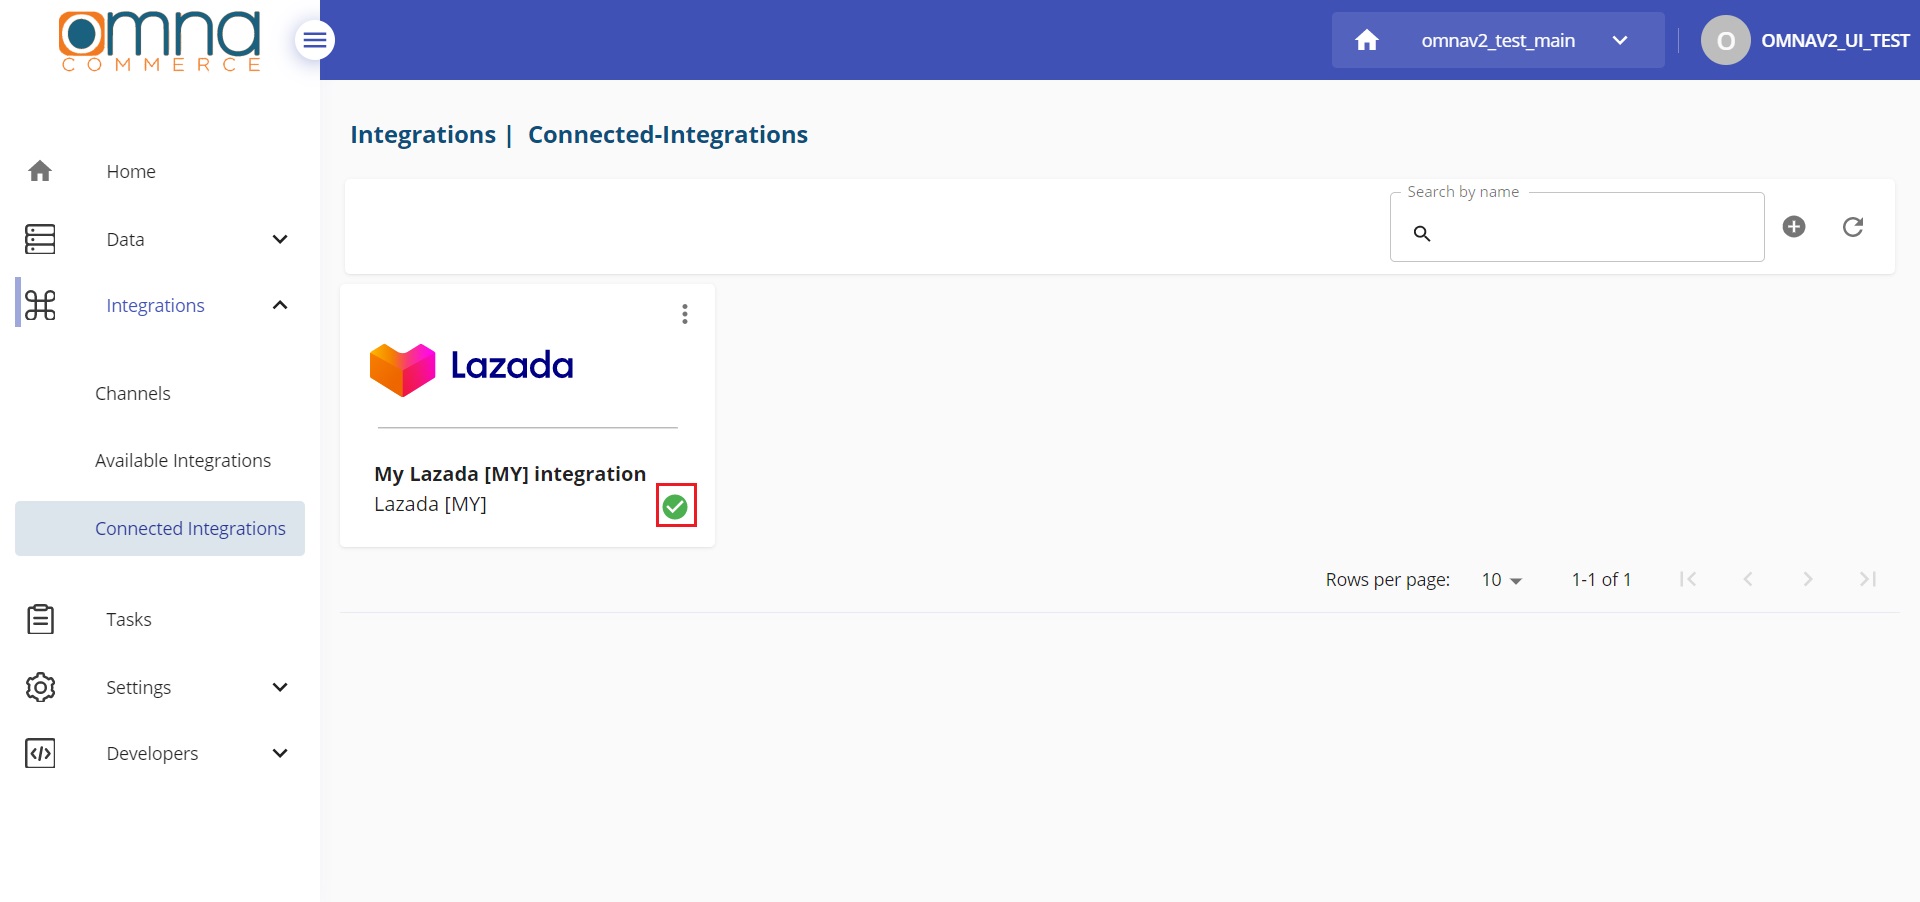 omna
COMMERCE
omnav2_test_main
O
OMNAV2_UI_TEST
Integrations | Connected-Integrations
Home
Data
Integrations
Channels
Available Integrations
Connected Integrations
Tasks
Settings
Developers
Search by name
Lazada
My Lazada [MY] integration
Lazada [MY]
Rows per page: 10 1-1 of 1